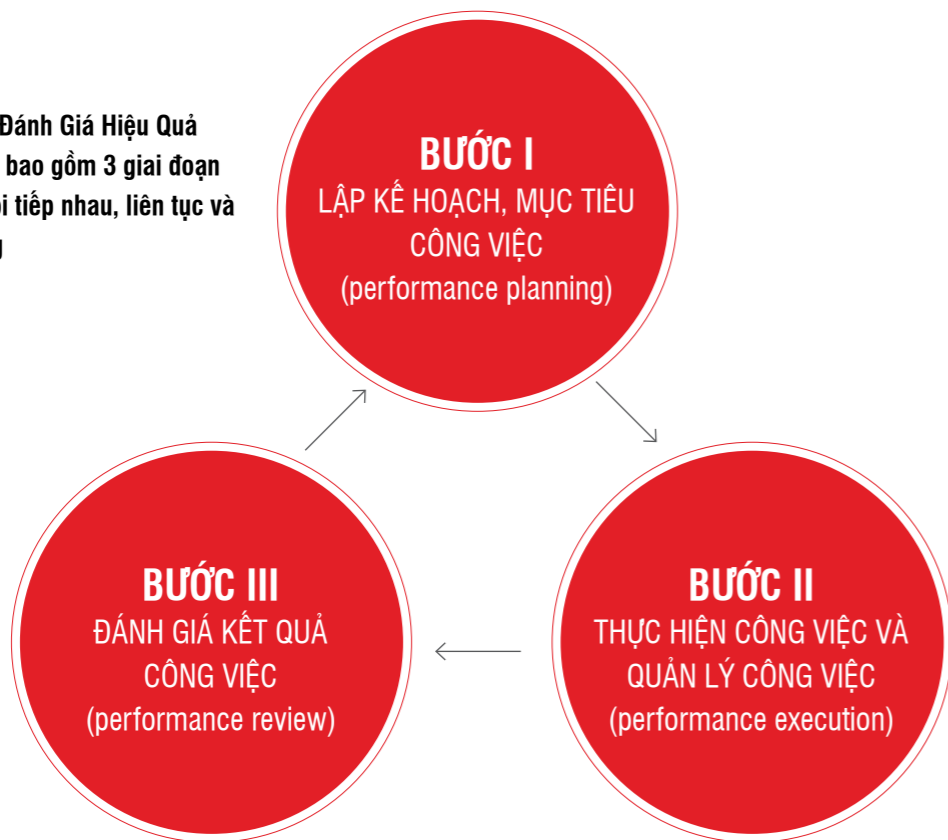 Đánh Giá Hiệu Quả
bao gồm 3 giai đoạn
tiếp nhau, liên tục và
BƯỚC I
LẬP KẾ HOẠCH, MỤC TIÊU
CÔNG VIỆC
(performance planning)
BƯỚC III
ĐÁNH GIÁ KẾT QUẢ
CÔNG VIỆC
(performance review)
BƯỚC II
THỰC HIỆN CÔNG VIỆC VÀ
QUẢN LÝ CÔNG VIỆC
(performance execution)